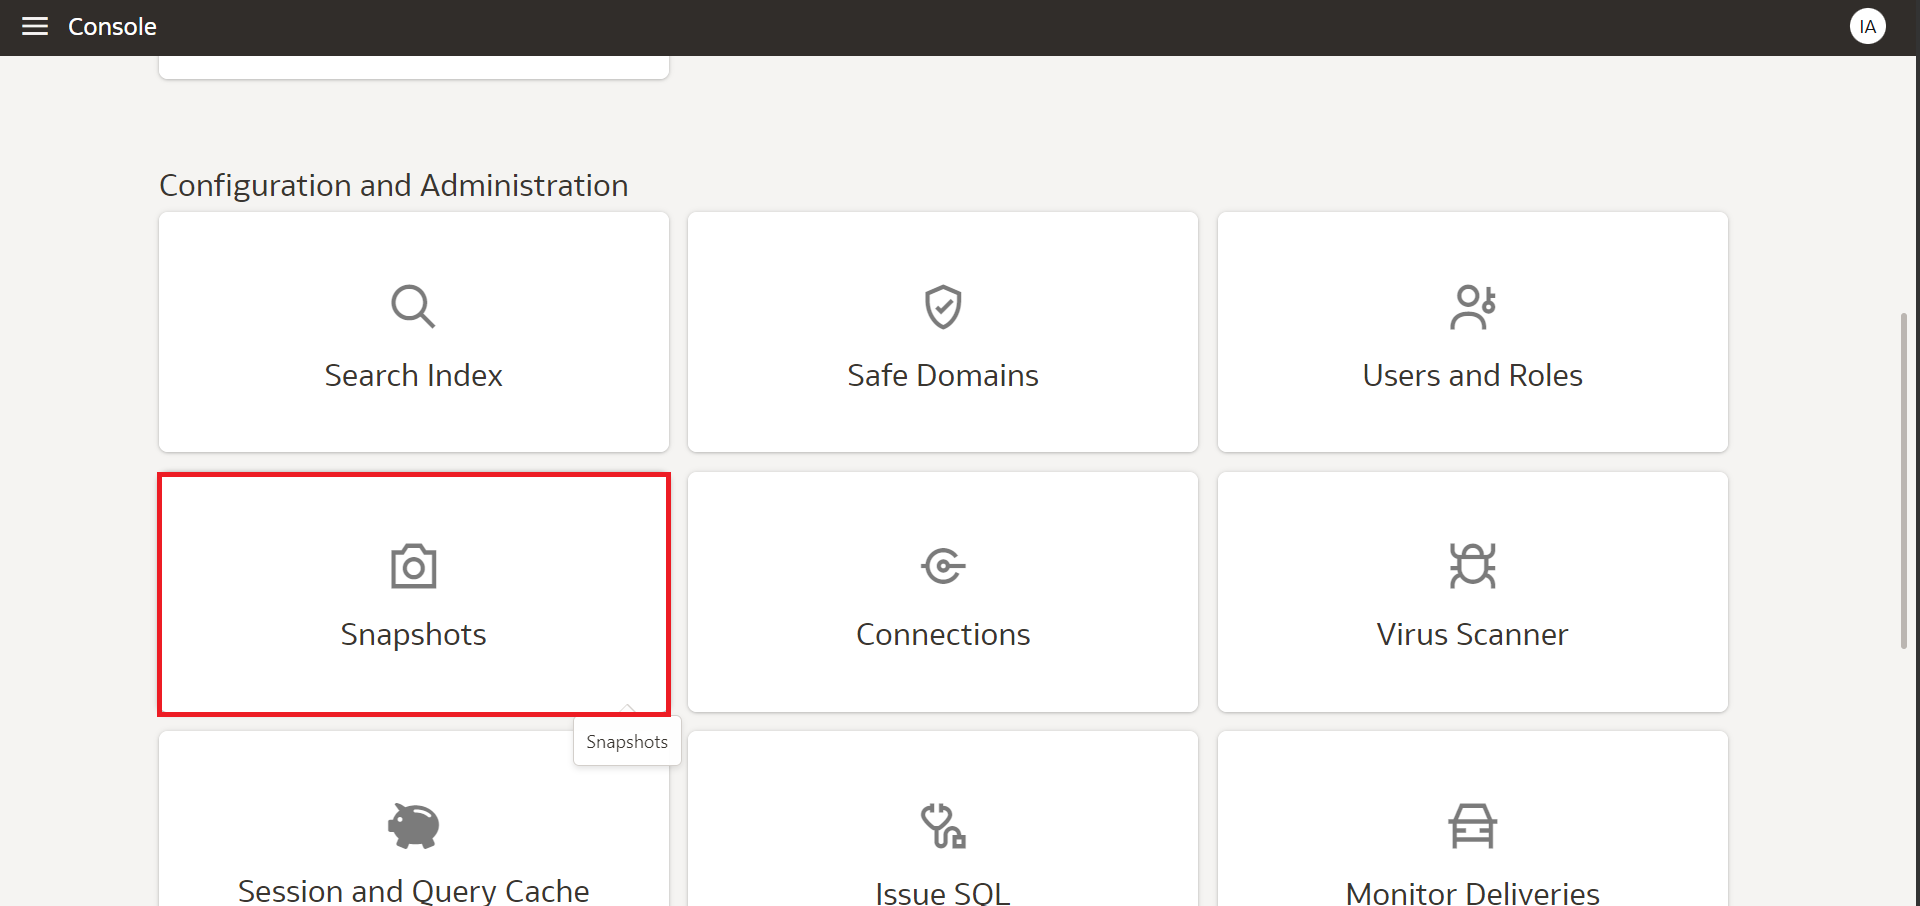 Console
IA
Configuration and Administration
Search Index
Safe Domains
Users and Roles
Snapshots
Connections
Virus Scanner
Snapshots
Session and Query Cache
Issue SQL
Monitor Deliveries